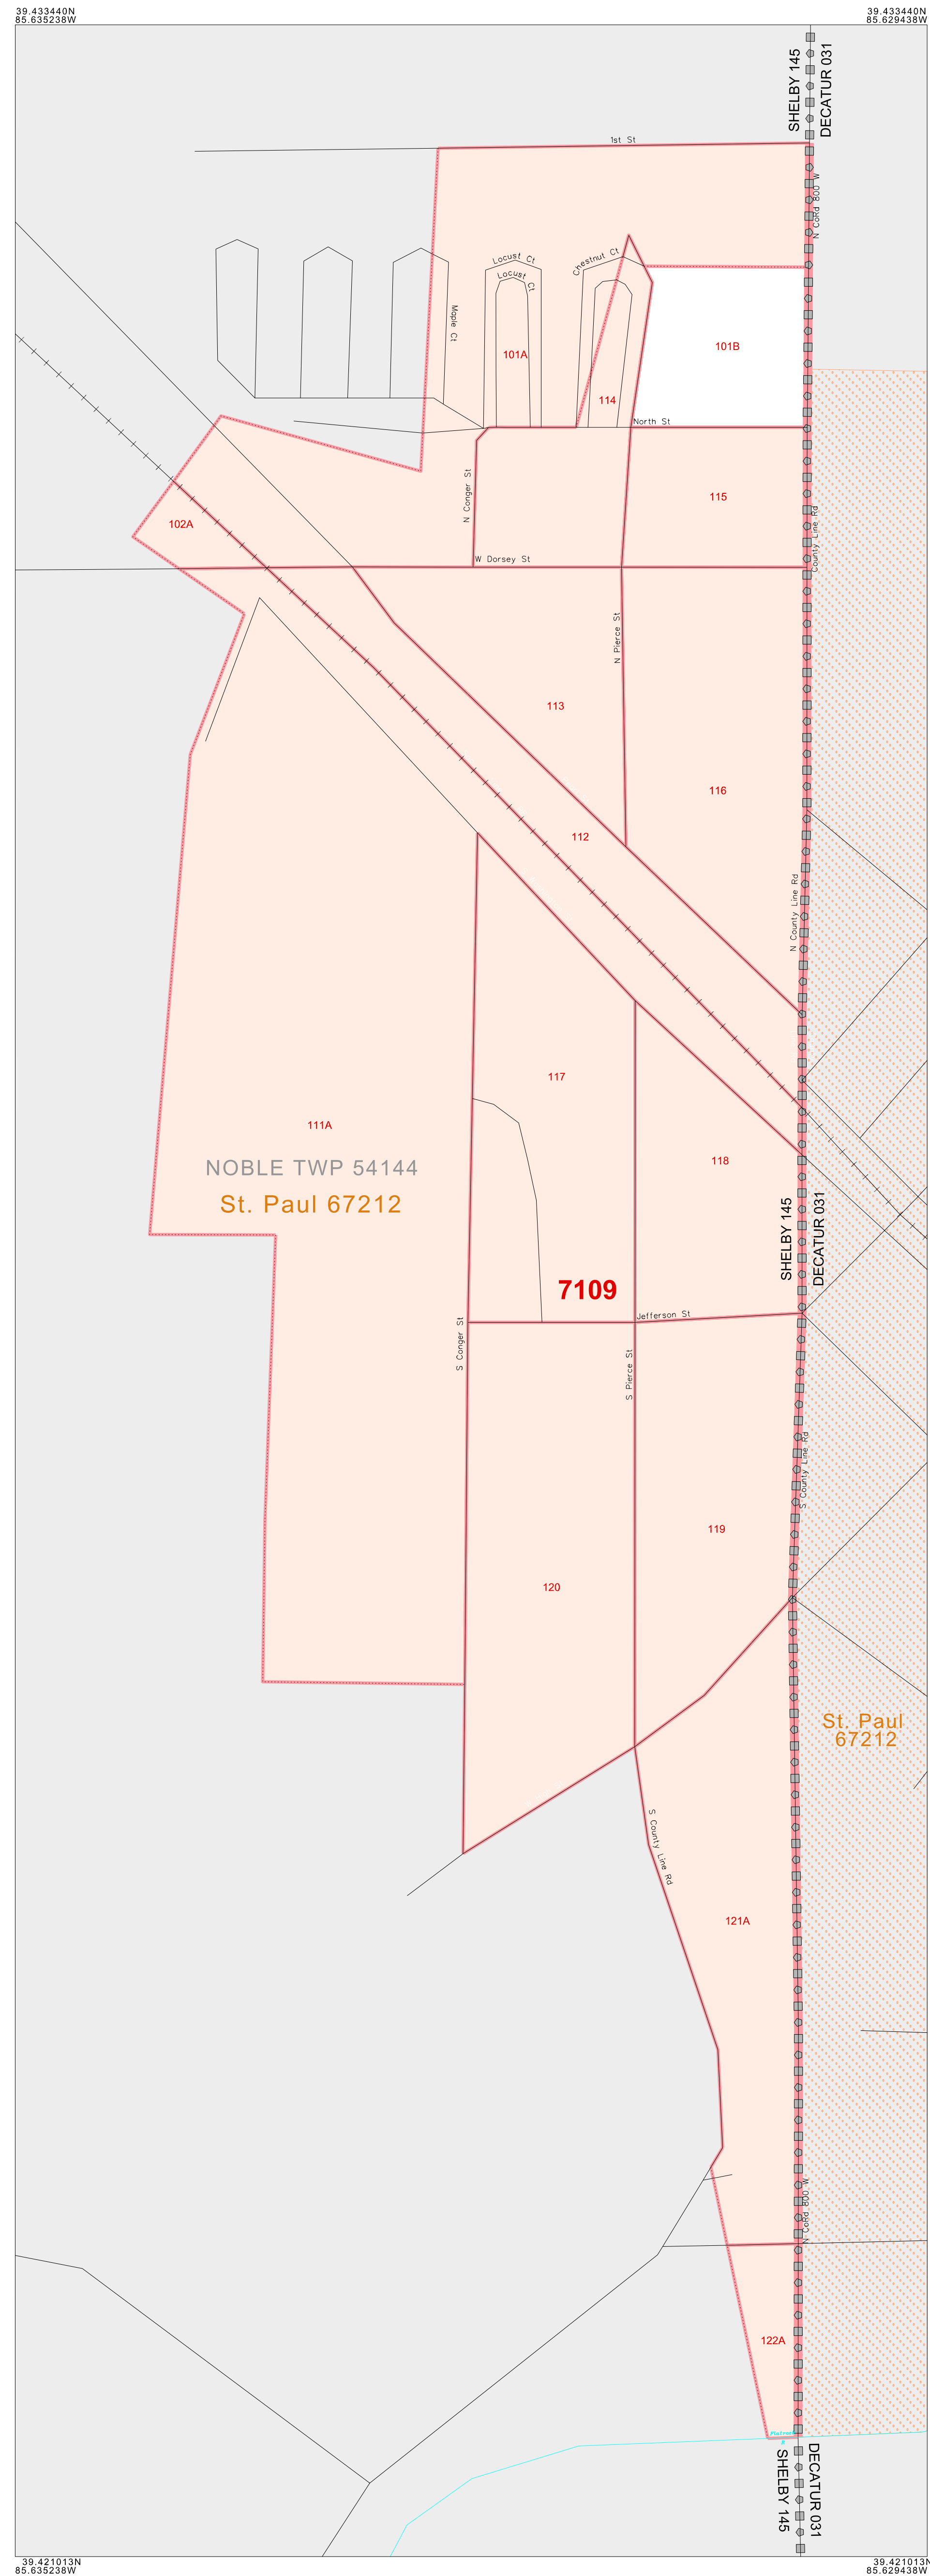 39.433440N
85.635238W
39.433440N
85.629438W
SHELBY 145
DECATUR 031
1st St
N CoRd 800 W
Locust Ct
Locust Ct
Chestnut Ct
Maple Ct
101A
101B
114
North St
N Conger St
115
102A
County Line Rd
W Dorsey St
N Pierce St
113
116
112
N County Line Rd
117
111A
118
NOBLE TWP 54144
St. Paul 67212
SHELBY 145
DECATUR 031
7109
Jefferson St
S Conger St
S Pierce St
S County Line Rd
119
120
St. Paul
67212
S County Line Rd
121A
N CoRd 800 W
122A
Flatrock
R
SHELBY 145
DECATUR 031
39.421013N
85.635238W
39.421013N
85.629438W